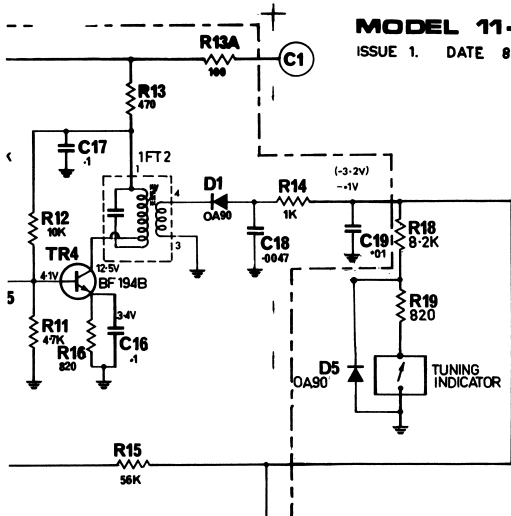 MODEL 11-
ISSUE 1. DATE 8
R13A
100
C1
R13
470
C17
.1
1FT2
1
4
3
D1
OA90
R14
1K
(-3·2V)
-·1V
C18
·0047
C19
·01
R18
8·2K
R12
10K
TR4
12·5V
4·1V
BF 194B
5
R11
4·7K
R16
820
3·4V
C16
·1
R19
820
D5
OA90
TUNING
INDICATOR
R15
56K